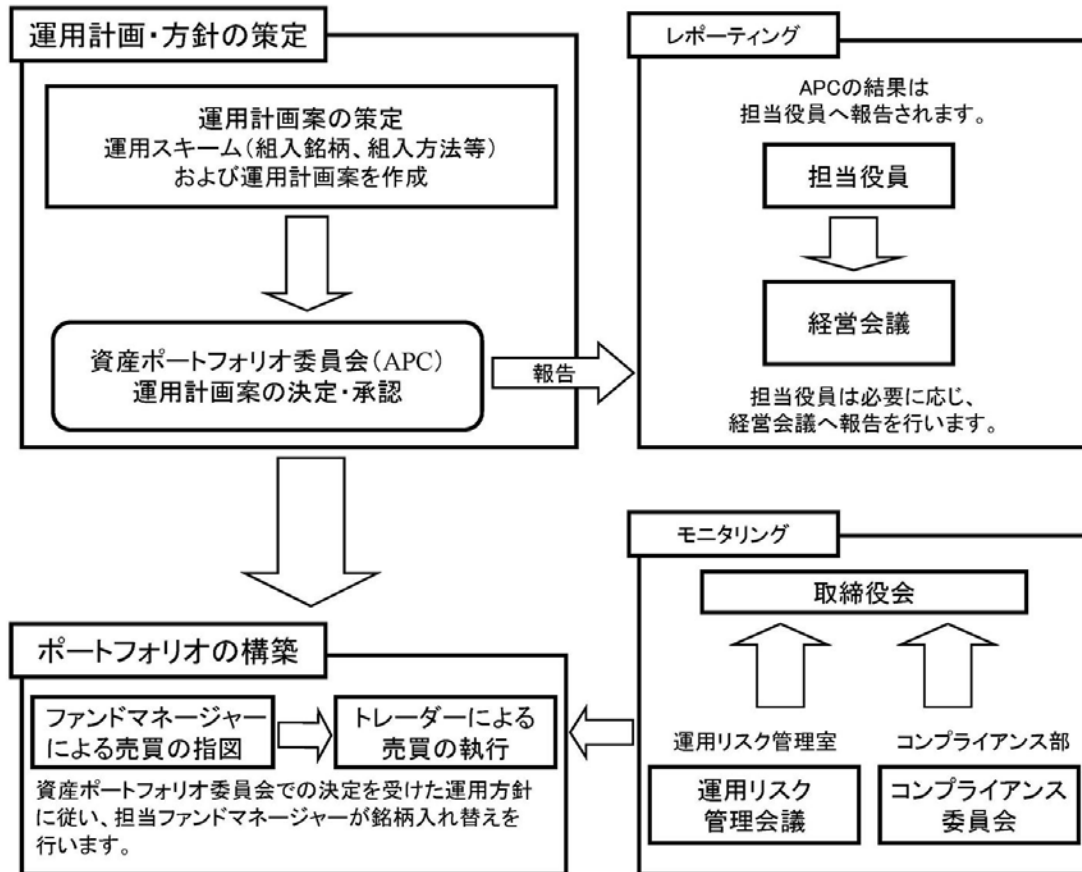 運用計画・方針の策定
運用計画案の策定
運用スキーム(組入銘柄、組入方法等)
および運用計画案を作成
資産ポートフォリオ委員会(APC)
運用計画案の決定・承認
報告
レポーティング
APCの結果は
担当役員へ報告されます。
担当役員
経営会議
担当役員は必要に応じ、
経営会議へ報告を行います。
ポートフォリオの構築
ファンドマネージャー
による売買の指図
トレーダーによる
売買の執行
資産ポートフォリオ委員会での決定を受けた運用方針
に従い、担当ファンドマネージャーが銘柄入れ替えを
行います。
モニタリング
取締役会
運用リスク管理室
コンプライアンス部
運用リスク
管理会議
コンプライアンス
委員会